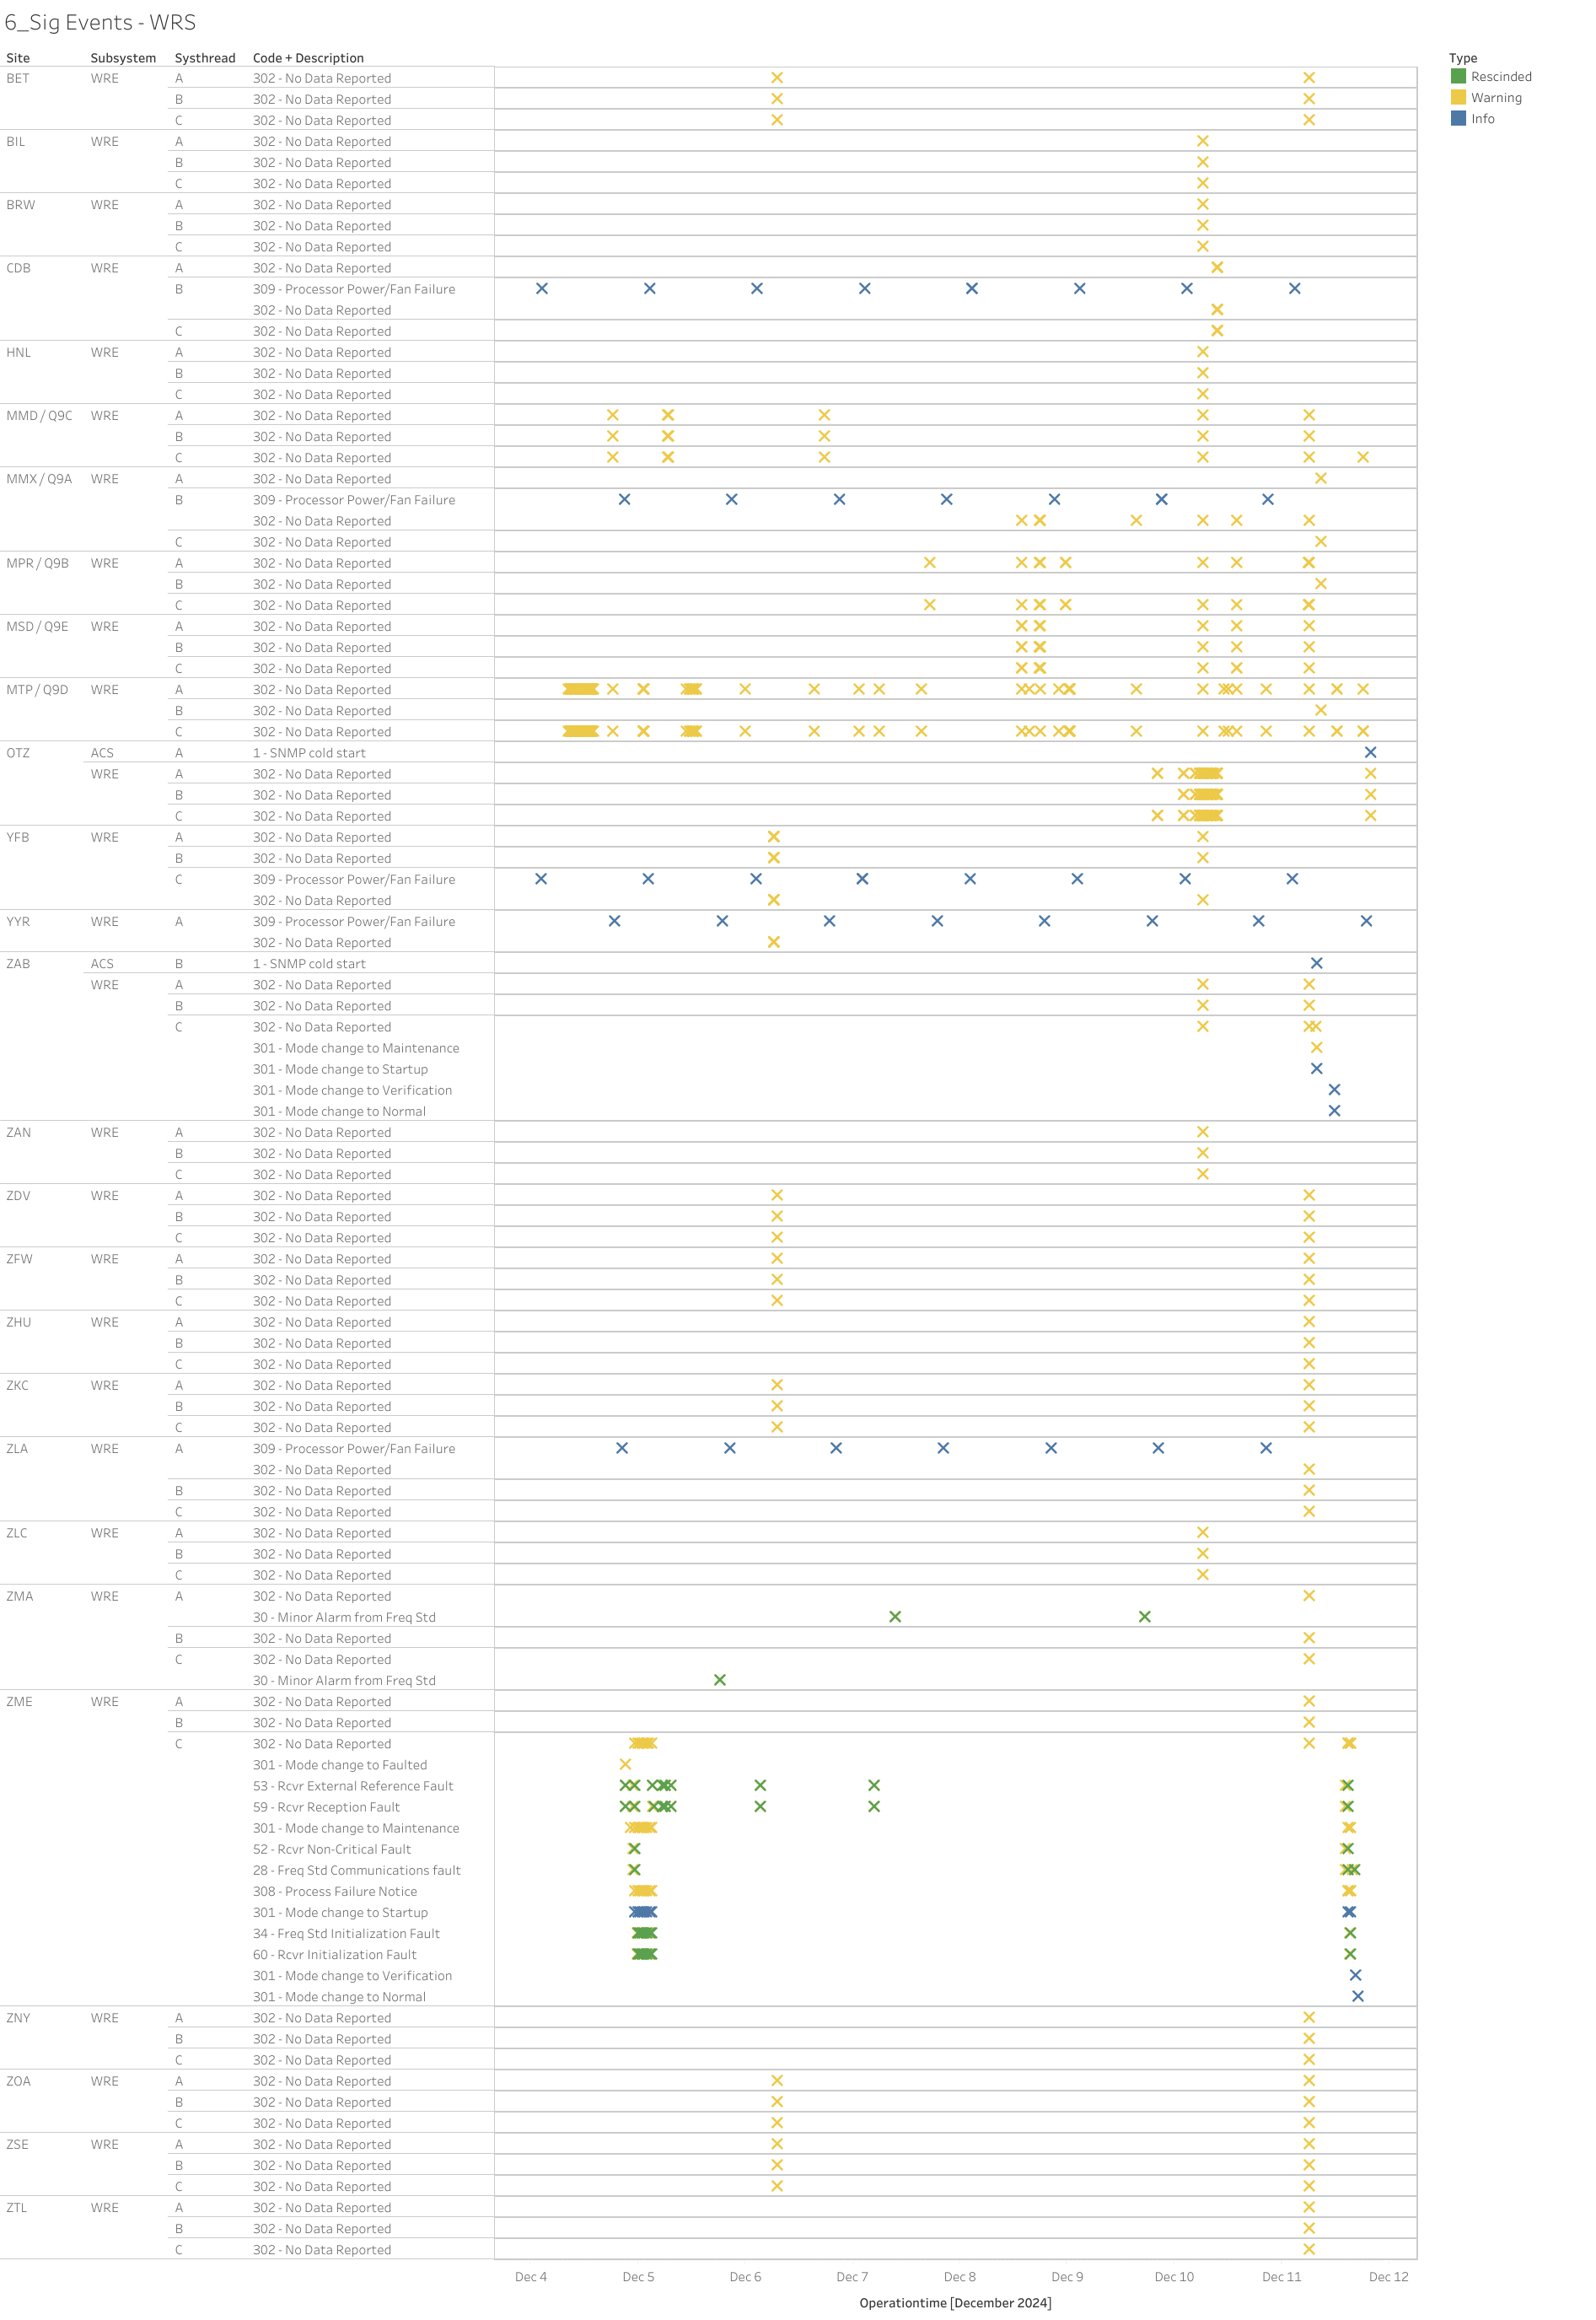 6_Sig Events - WRS
Site Subsystem Systhread Code + Description
Type
Rescinded
Warning
Info
BET WRE A 302 - No Data Reported
B 302 - No Data Reported
C 302 - No Data Reported
BIL WRE A 302 - No Data Reported
B 302 - No Data Reported
C 302 - No Data Reported
BRW WRE A 302 - No Data Reported
B 302 - No Data Reported
C 302 - No Data Reported
CDB WRE A 302 - No Data Reported
B 309 - Processor Power/Fan Failure
302 - No Data Reported
C 302 - No Data Reported
HNL WRE A 302 - No Data Reported
B 302 - No Data Reported
C 302 - No Data Reported
MMD / Q9C WRE A 302 - No Data Reported
B 302 - No Data Reported
C 302 - No Data Reported
MMX / Q9A WRE A 302 - No Data Reported
B 309 - Processor Power/Fan Failure
302 - No Data Reported
C 302 - No Data Reported
MPR / Q9B WRE A 302 - No Data Reported
B 302 - No Data Reported
C 302 - No Data Reported
MSD / Q9E WRE A 302 - No Data Reported
B 302 - No Data Reported
C 302 - No Data Reported
MTP / Q9D WRE A 302 - No Data Reported
B 302 - No Data Reported
C 302 - No Data Reported
OTZ ACS A 1 - SNMP cold start
WRE A 302 - No Data Reported
B 302 - No Data Reported
C 302 - No Data Reported
YFB WRE A 302 - No Data Reported
B 302 - No Data Reported
C 309 - Processor Power/Fan Failure
302 - No Data Reported
YYR WRE A 309 - Processor Power/Fan Failure
302 - No Data Reported
ZAB ACS B 1 - SNMP cold start
WRE A 302 - No Data Reported
B 302 - No Data Reported
C 302 - No Data Reported
301 - Mode change to Maintenance
301 - Mode change to Startup
301 - Mode change to Verification
301 - Mode change to Normal
ZAN WRE A 302 - No Data Reported
B 302 - No Data Reported
C 302 - No Data Reported
ZDV WRE A 302 - No Data Reported
B 302 - No Data Reported
C 302 - No Data Reported
ZFW WRE A 302 - No Data Reported
B 302 - No Data Reported
C 302 - No Data Reported
ZHU WRE A 302 - No Data Reported
B 302 - No Data Reported
C 302 - No Data Reported
ZKC WRE A 302 - No Data Reported
B 302 - No Data Reported
C 302 - No Data Reported
ZLA WRE A 309 - Processor Power/Fan Failure
302 - No Data Reported
B 302 - No Data Reported
C 302 - No Data Reported
ZLC WRE A 302 - No Data Reported
B 302 - No Data Reported
C 302 - No Data Reported
ZMA WRE A 302 - No Data Reported
30 - Minor Alarm from Freq Std
B 302 - No Data Reported
C 302 - No Data Reported
30 - Minor Alarm from Freq Std
ZME WRE A 302 - No Data Reported
B 302 - No Data Reported
C 302 - No Data Reported
301 - Mode change to Faulted
53 - Rcvr External Reference Fault
59 - Rcvr Reception Fault
301 - Mode change to Maintenance
52 - Rcvr Non-Critical Fault
28 - Freq Std Communications fault
308 - Process Failure Notice
301 - Mode change to Startup
34 - Freq Std Initialization Fault
60 - Rcvr Initialization Fault
301 - Mode change to Verification
301 - Mode change to Normal
ZNY WRE A 302 - No Data Reported
B 302 - No Data Reported
C 302 - No Data Reported
ZOA WRE A 302 - No Data Reported
B 302 - No Data Reported
C 302 - No Data Reported
ZSE WRE A 302 - No Data Reported
B 302 - No Data Reported
C 302 - No Data Reported
ZTL WRE A 302 - No Data Reported
B 302 - No Data Reported
C 302 - No Data Reported
Dec 4 Dec 5 Dec 6 Dec 7 Dec 8 Dec 9 Dec 10 Dec 11 Dec 12
Operationtime [December 2024]